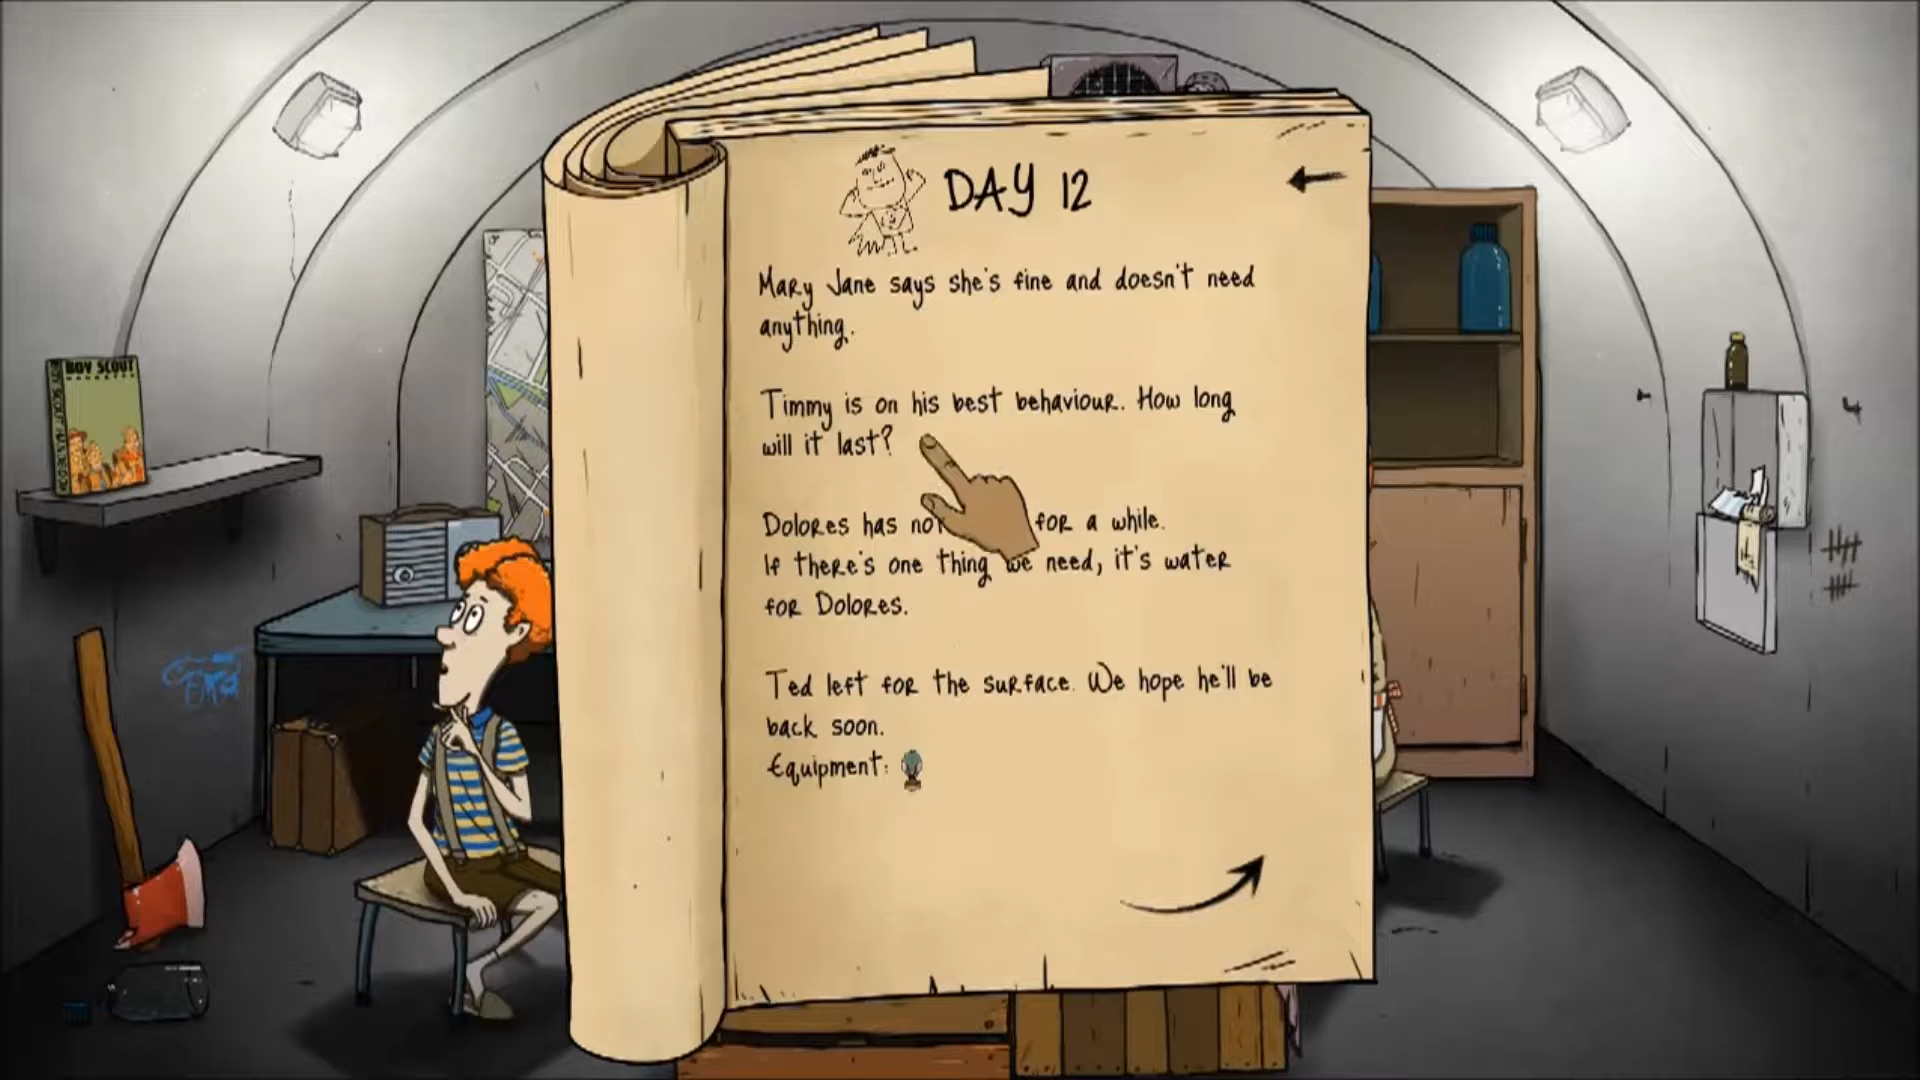 DAY 12
Mary Jane says she's fine and doesn't need
anything.
Timmy is on his best behaviour. How long
will it last?
Dolores has not for a while.
If there's one thing we need, it's water
for Dolores.
Ted left for the surface. We hope he'll be
back soon.
Equipment:
BOY SCOUT